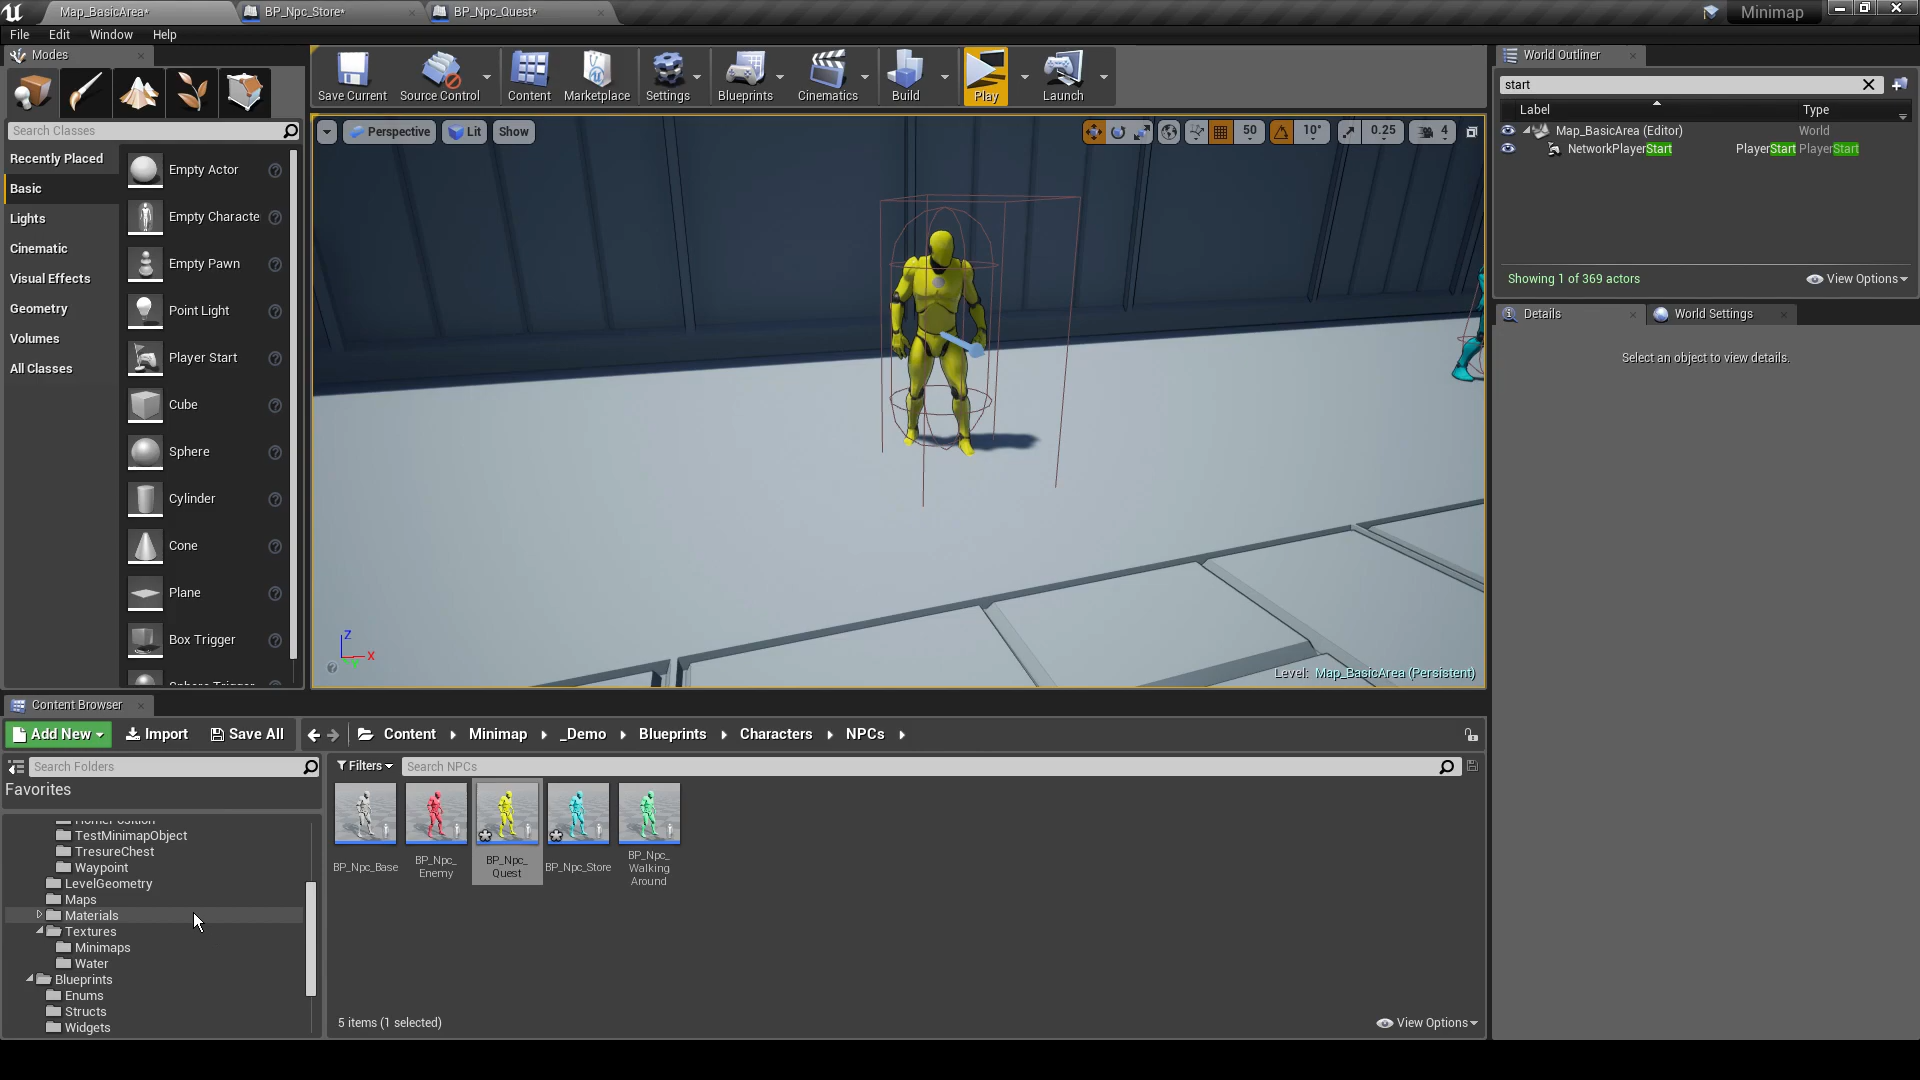 Map_BasicArea*
BP_Npc_Store*
BP_Npc_Quest*
Minimap
File Edit Window Help
Modes
Search Classes
Recently Placed
Basic
Lights
Cinematic
Visual Effects
Geometry
Volumes
All Classes
Empty Actor
Empty Characte
Empty Pawn
Point Light
Player Start
Cube
Sphere
Cylinder
Cone
Plane
Box Trigger
Save Current
Source Control
Content
Marketplace
Settings
Blueprints
Cinematics
Build
Play
Launch
Perspective
Lit
Show
50
10°
0.25
4
Z
X
Level: Map_BasicArea (Persistent)
World Outliner
start
Label Type
Map_BasicArea (Editor) World
NetworkPlayerStart PlayerStart PlayerStart
Showing 1 of 369 actors
View Options
Details
World Settings
Select an object to view details.
Content Browser
Add New
Import
Save All
Content Minimap _Demo Blueprints Characters NPCs
Search Folders
Favorites
TestMinimapObject
TresureChest
Waypoint
LevelGeometry
Maps
Materials
Textures
Minimaps
Water
Blueprints
Enums
Structs
Widgets
Filters
Search NPCs
BP_Npc_Base
BP_Npc_
Enemy
BP_Npc_
Quest
BP_Npc_Store
BP_Npc_
Walking
Around
5 items (1 selected)
View Options